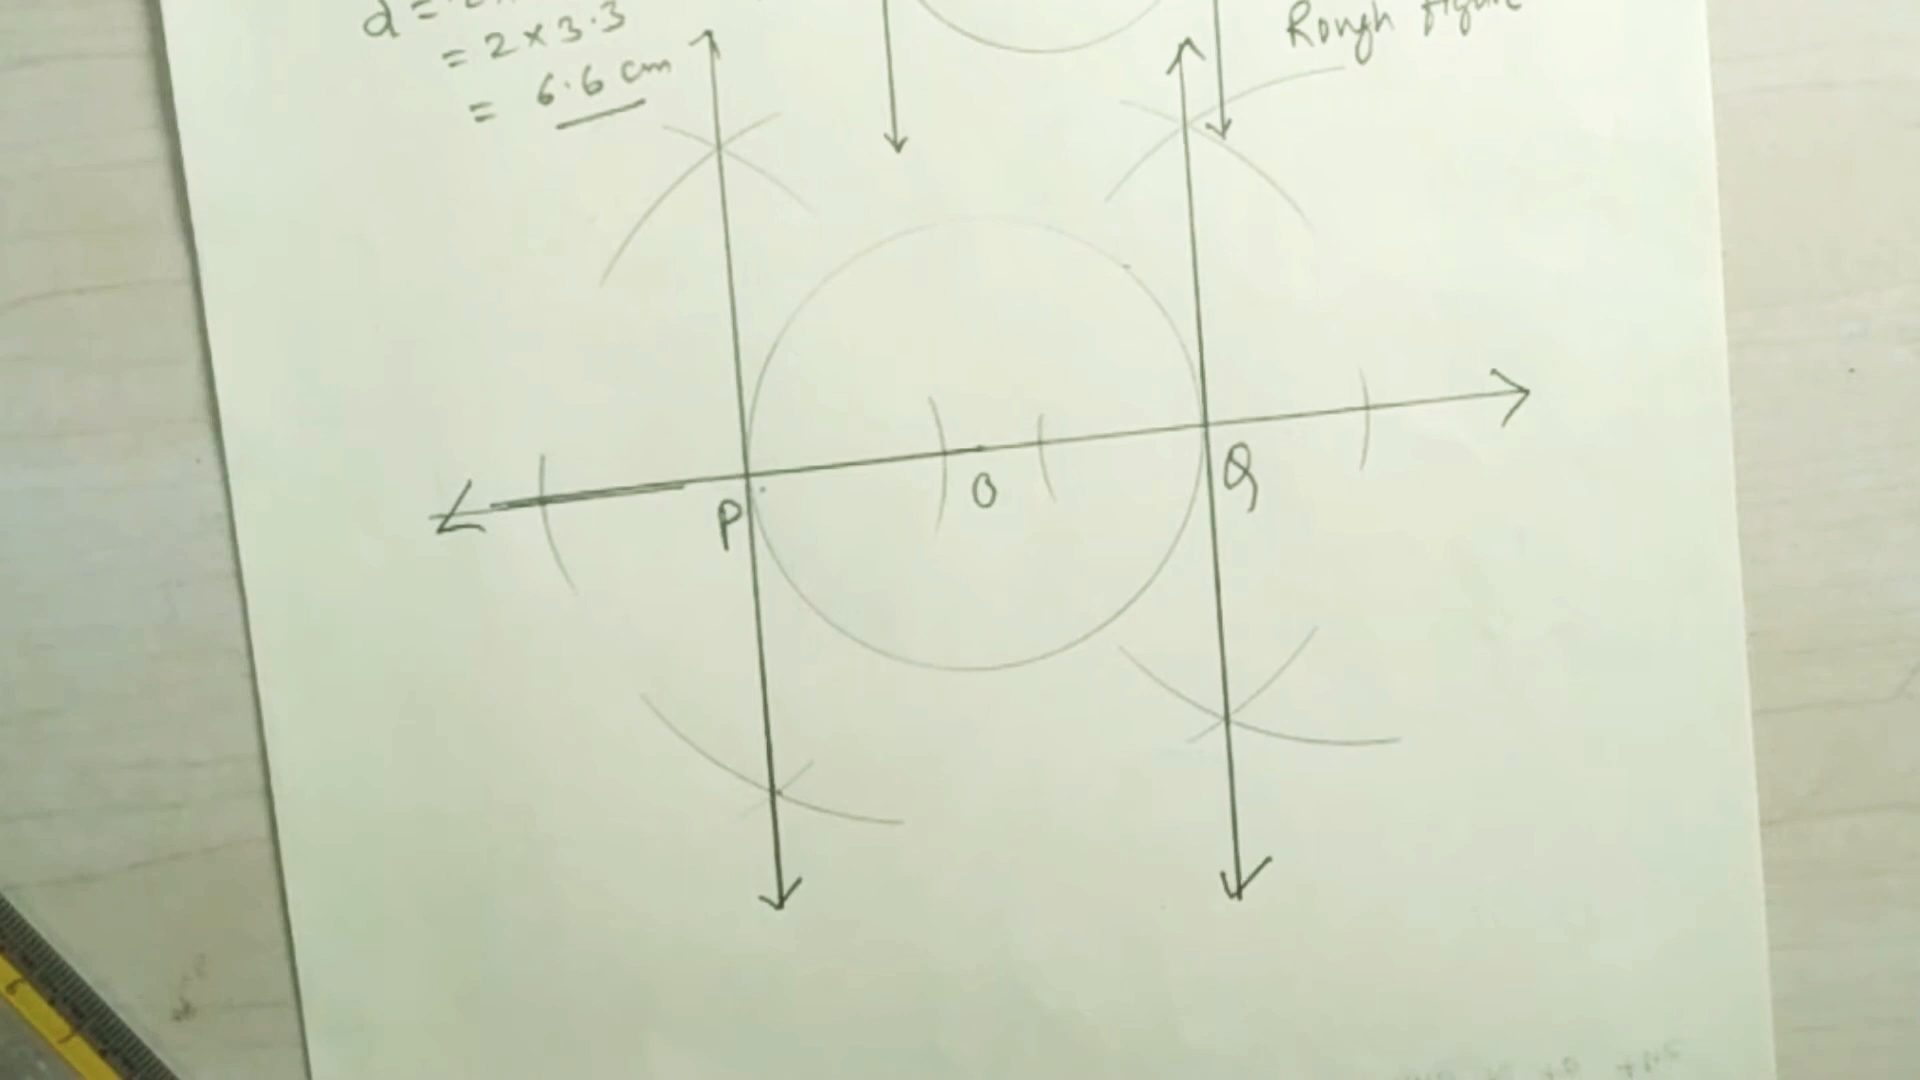 d =
= 2 × 3.3
= 6.6 cm
Rough figure
P
O
Q